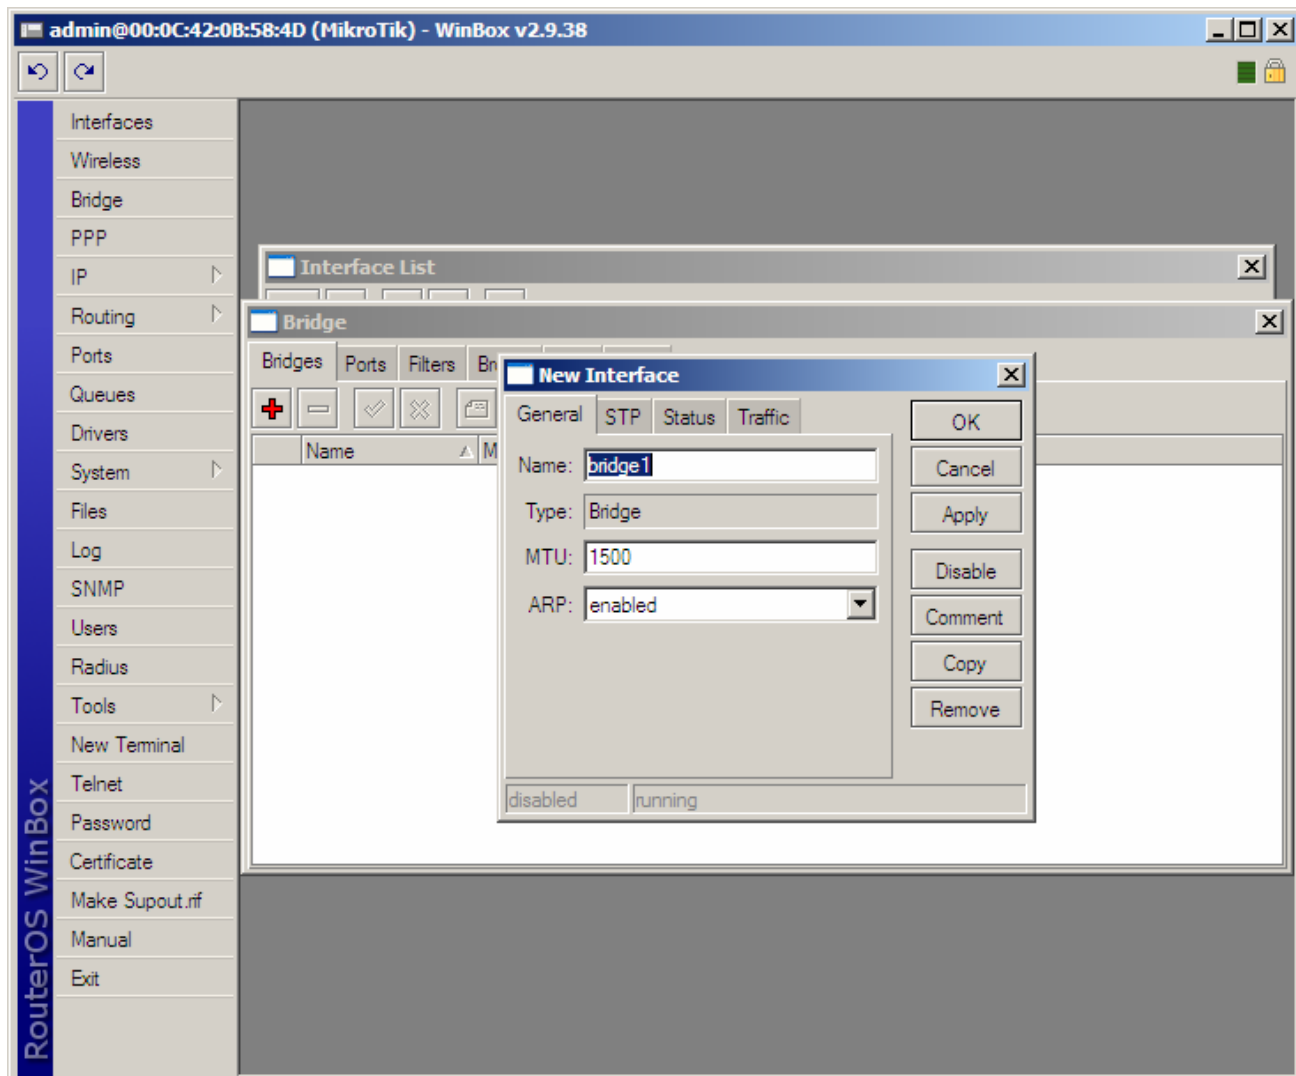 admin@00:0C:42:0B:58:4D (MikroTik) - WinBox v2.9.38
Interfaces
Wireless
Bridge
PPP
IP
Routing
Ports
Queues
Drivers
System
Files
Log
SNMP
Users
Radius
Tools
New Terminal
Telnet
Password
Certificate
Make Supout.rif
Manual
Exit
RouterOS WinBox
Interface List
Bridge
Bridges Ports Filters
Name
New Interface
General STP Status Traffic
Name: bridge1
Type: Bridge
MTU: 1500
ARP: enabled
OK
Cancel
Apply
Disable
Comment
Copy
Remove
disabled running